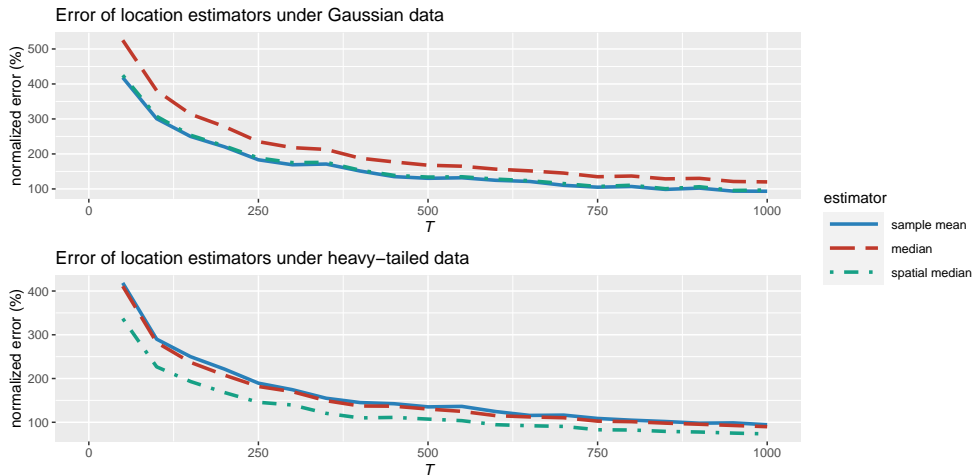 Error of location estimators under Gaussian data
normalized error (%)
500
400
300
200
100
0
250
500
750
1000
T
Error of location estimators under heavy−tailed data
normalized error (%)
400
300
200
100
0
250
500
750
1000
T
estimator
sample mean
median
spatial median